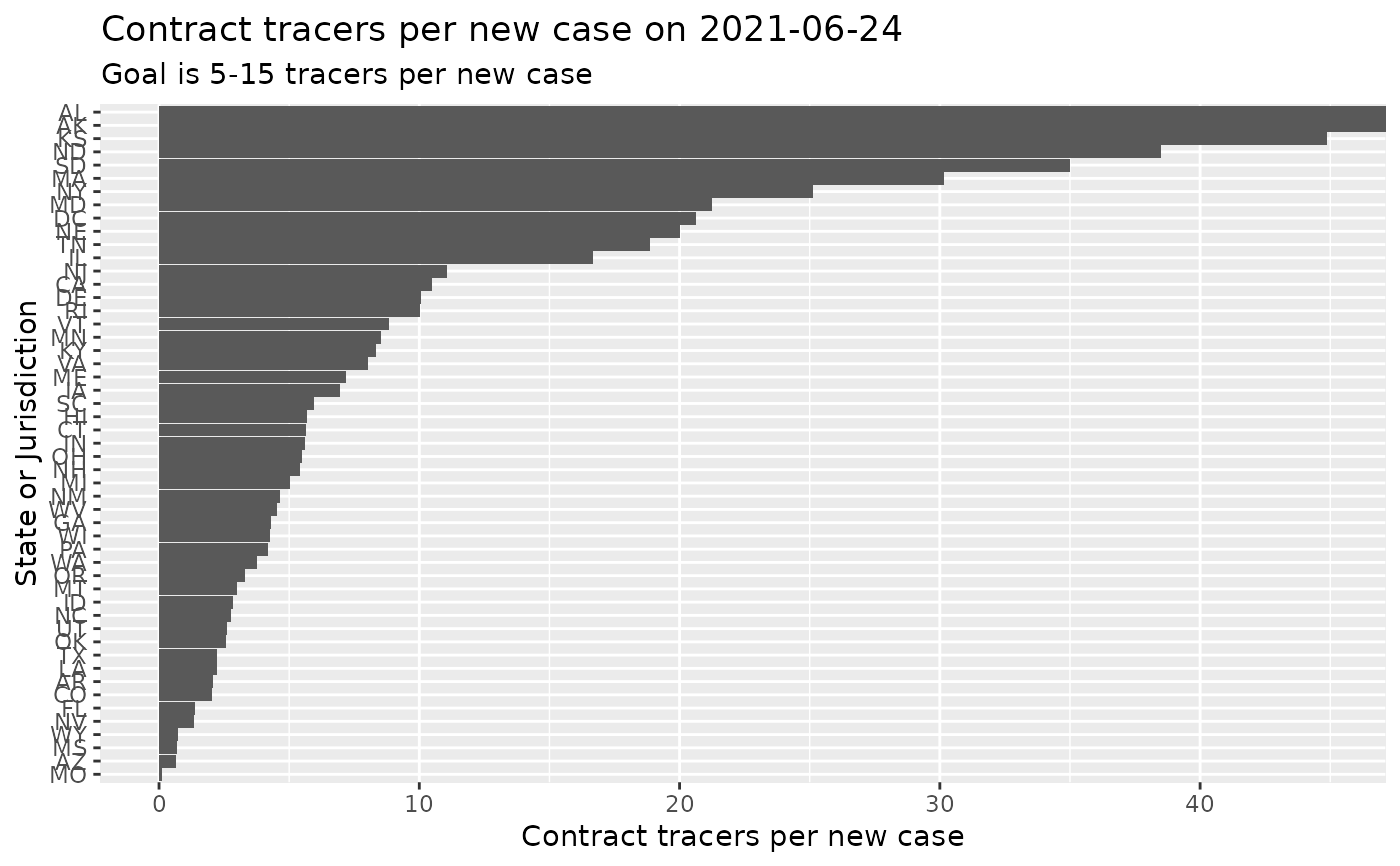 Contract tracers per new case on 2021-06-24
Goal is 5-15 tracers per new case
State or Jurisdiction
AL
AK
KS
ND
SD
MA
NY
MD
DC
NE
TN
IL
NJ
CA
DE
RI
VT
MN
KY
VA
ME
IA
SC
HI
CT
IN
OH
NH
MI
NM
WV
GA
WI
PA
WA
OR
MT
ID
NC
UT
OK
TX
LA
AR
CO
FL
NV
WY
MS
AZ
MO
0 10 20 30 40
Contract tracers per new case